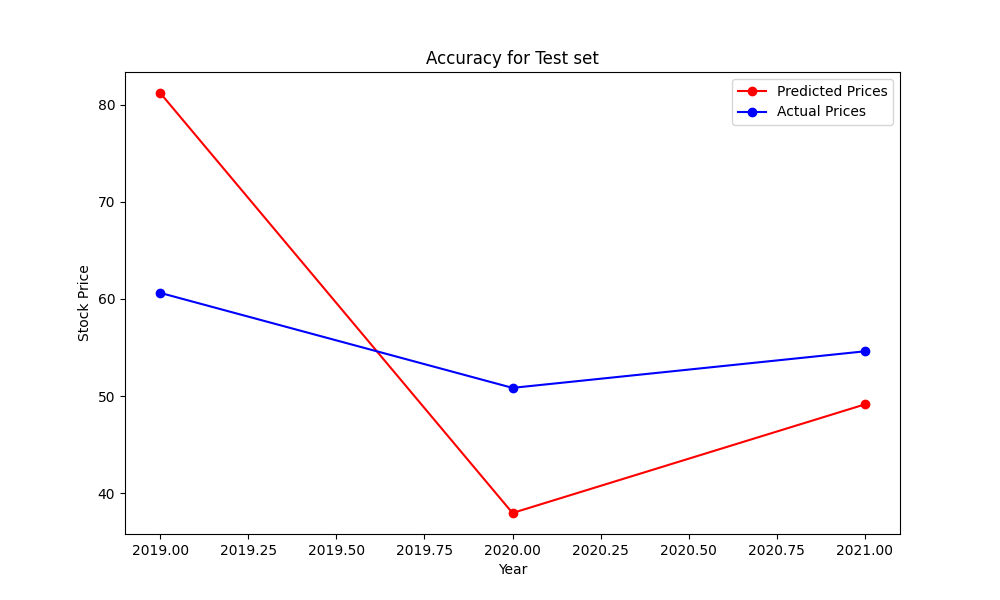 Accuracy for Test set
Predicted Prices
Actual Prices
80
70
60
50
40
Stock Price
2019.00 2019.25 2019.50 2019.75 2020.00 2020.25 2020.50 2020.75 2021.00
Year